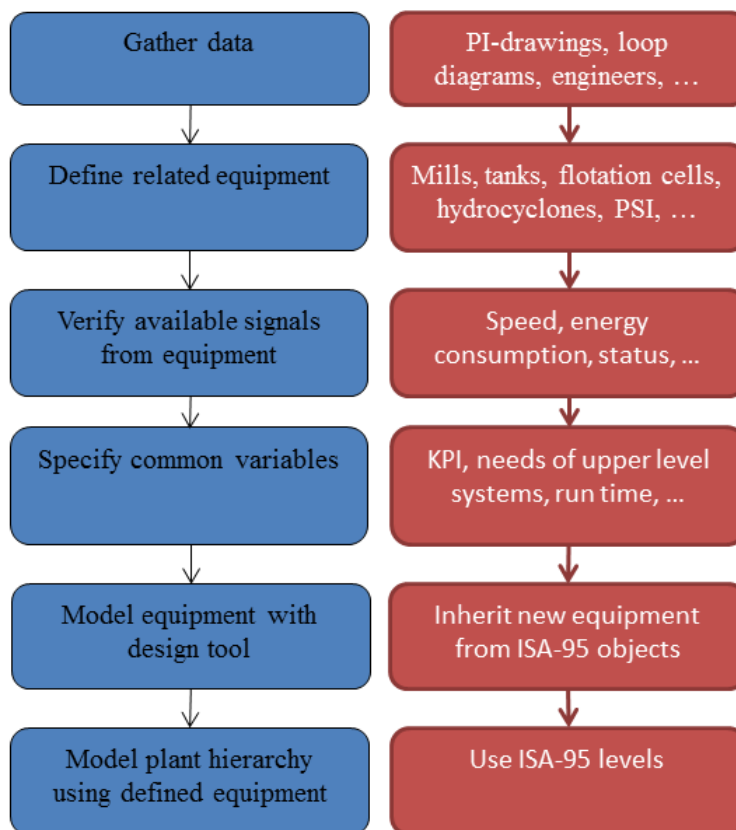 Gather data
PI-drawings, loop
diagrams, engineers, …
Define related equipment
Mills, tanks, flotation cells,
hydrocyclones, PSI, …
Verify available signals
from equipment
Speed, energy
consumption, status, …
Specify common variables
KPI, needs of upper level
systems, run time, …
Model equipment with
design tool
Inherit new equipment
from ISA-95 objects
Model plant hierarchy
using defined equipment
Use ISA-95 levels